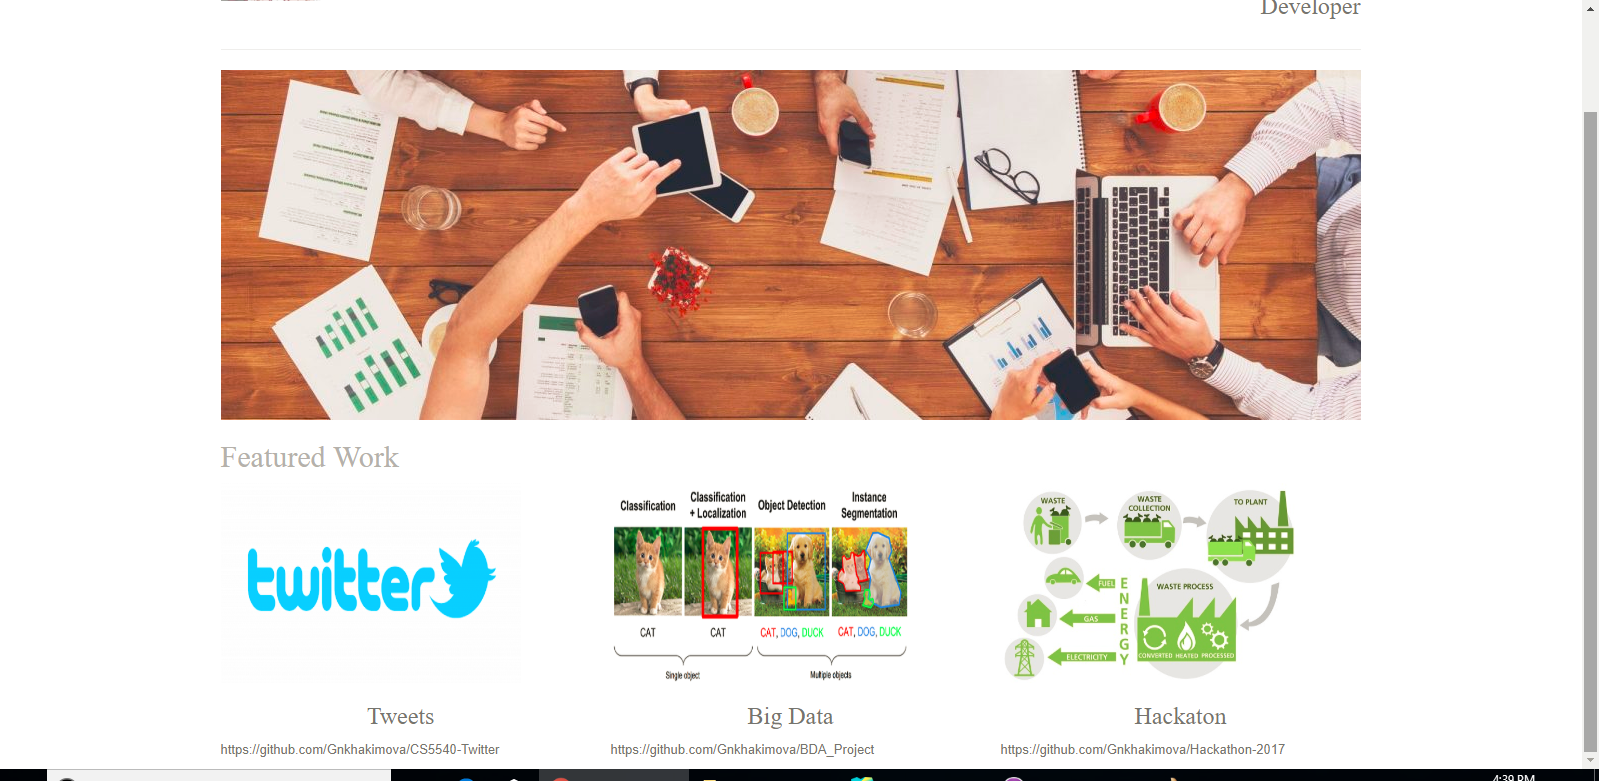 Developer
Featured Work
twitter
Classification
Classification
+ Localization
Object Detection
Instance
Segmentation
CAT
CAT
CAT, DOG, DUCK
CAT, DOG, DUCK
Single object
Multiple objects
WASTE
WASTE
COLLECTION
TO PLANT
WASTE PROCESS
FUEL
GAS
ELECTRICITY
ENERGY
CONVERTED HEATED PROCESSED
Tweets
Big Data
Hackaton
https://github.com/Gnkhakimova/CS5540-Twitter
https://github.com/Gnkhakimova/BDA_Project
https://github.com/Gnkhakimova/Hackathon-2017
4:39 PM